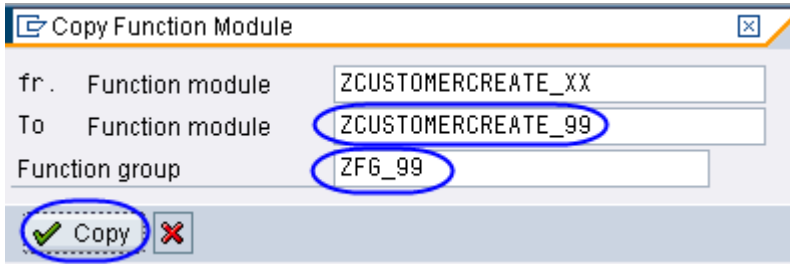 Copy Function Module
fr. Function module ZCUSTOMERCREATE_XX
To Function module ZCUSTOMERCREATE_99
Function group ZFG_99
Copy